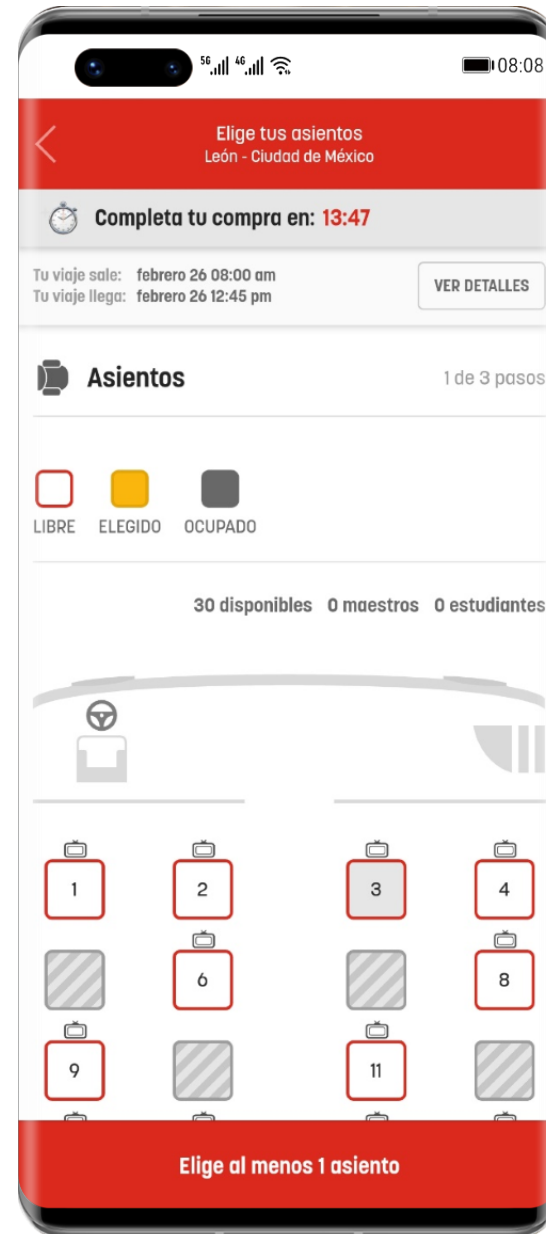 5G 4G 08:08
Elige tus asientos
León - Ciudad de México
Completa tu compra en: 13:47
Tu viaje sale: febrero 26 08:00 am
Tu viaje llega: febrero 26 12:45 pm
VER DETALLES
Asientos 1 de 3 pasos
LIBRE ELEGIDO OCUPADO
30 disponibles 0 maestros 0 estudiantes
1 2 3 4
6 8
9 11
Elige al menos 1 asiento